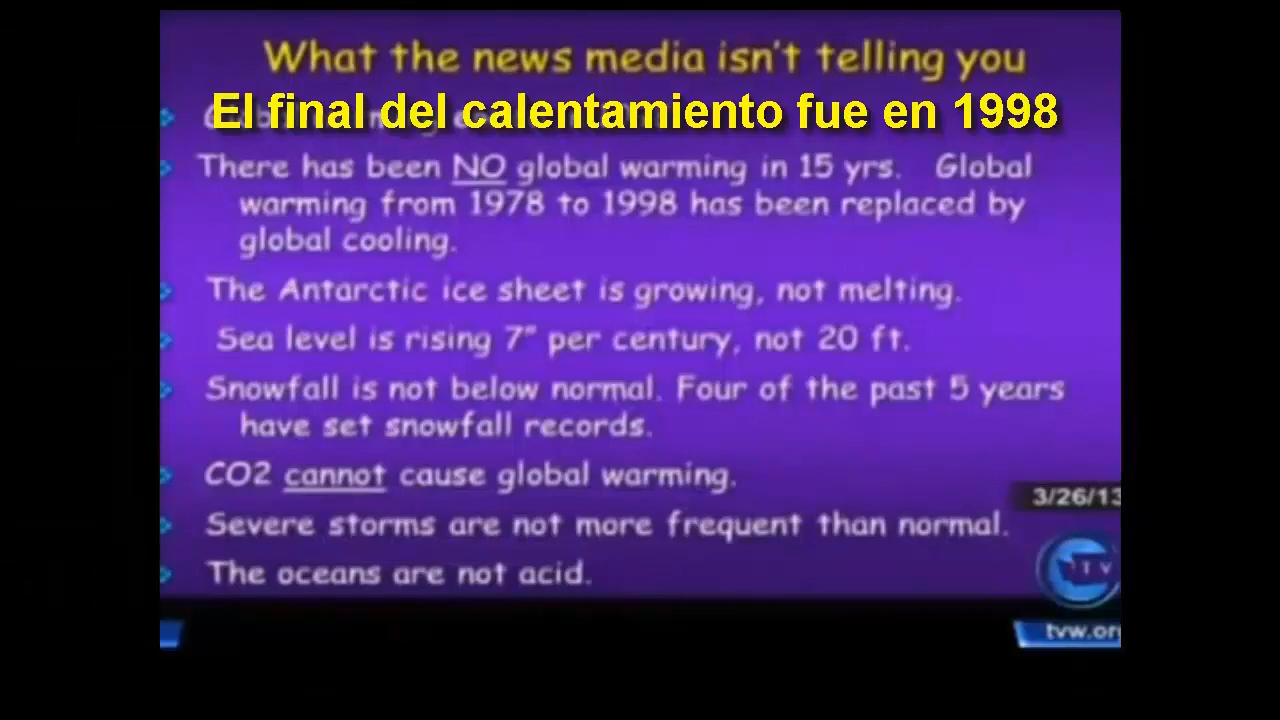 What the news media isn't telling you
El final del calentamiento fue en 1998
There has been NO global warming in 15 yrs. Global
warming from 1978 to 1998 has been replaced by
global cooling.
The Antarctic ice sheet is growing, not melting.
Sea level is rising 7" per century, not 20 ft.
Snowfall is not below normal. Four of the past 5 years
have set snowfall records.
CO2 cannot cause global warming.
3/26/13
Severe storms are not more frequent than normal.
The oceans are not acid.
TV
tvw.or